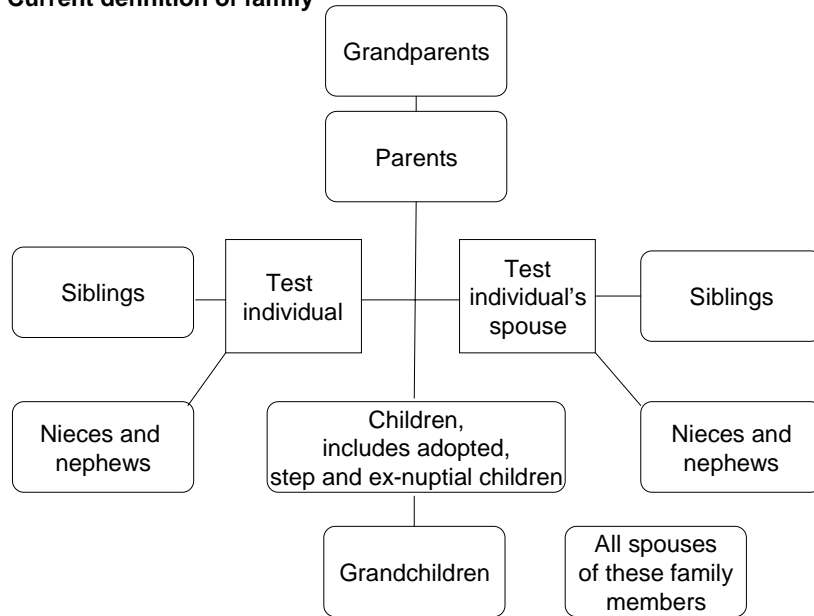 Current definition of family
Grandparents
Parents
Siblings
Test
individual
Test
individual’s
spouse
Siblings
Nieces and
nephews
Children,
includes adopted,
step and ex-nuptial children
Nieces and
nephews
Grandchildren
All spouses
of these family
members